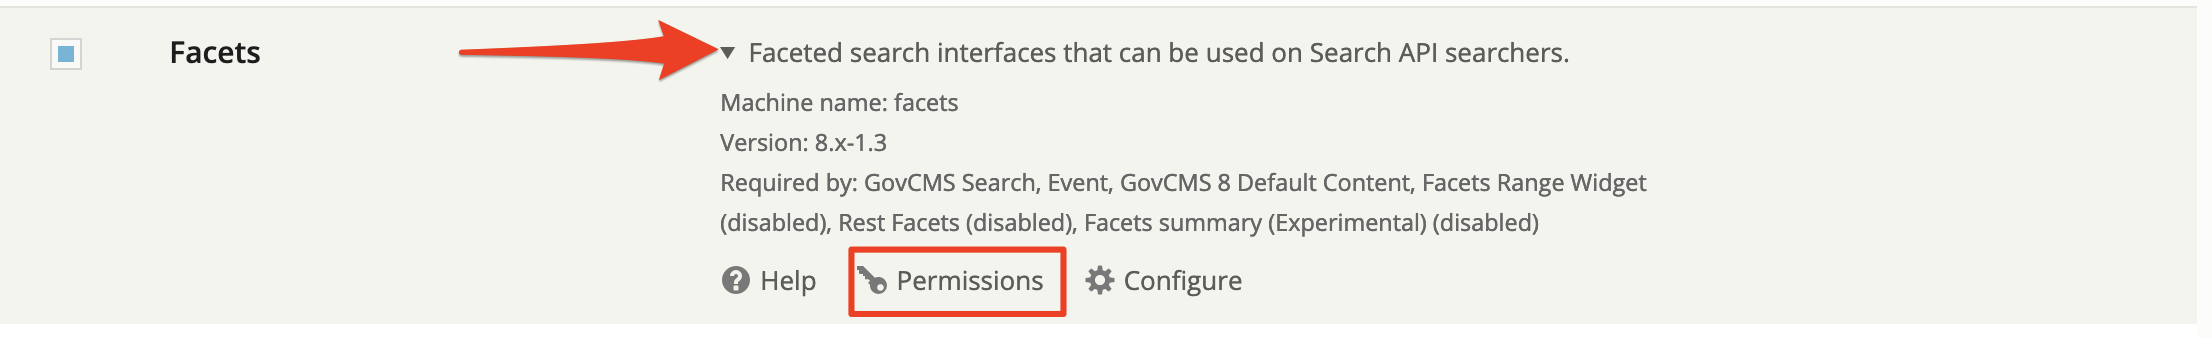 Facets
Faceted search interfaces that can be used on Search API searchers.
Machine name: facets
Version: 8.x-1.3
Required by: GovCMS Search, Event, GovCMS 8 Default Content, Facets Range Widget
(disabled), Rest Facets (disabled), Facets summary (Experimental) (disabled)
Help Permissions Configure